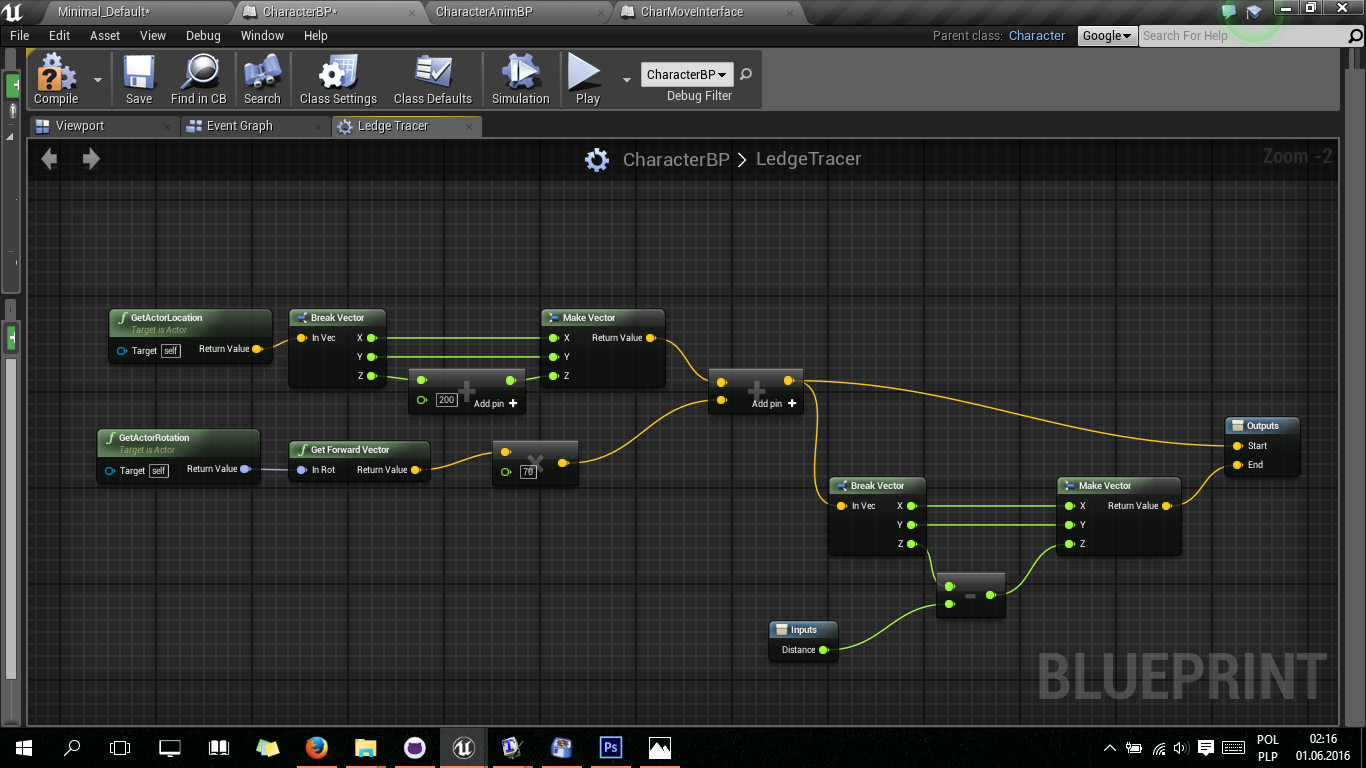 Minimal_Default*
CharacterBP*
CharacterAnimBP
CharMoveInterface
File Edit Asset View Debug Window Help
Parent class: Character
Google
Search For Help
Compile
Save
Find in CB
Search
Class Settings
Class Defaults
Simulation
Play
CharacterBP
Debug Filter
Viewport
Event Graph
Ledge Tracer
CharacterBP > LedgeTracer
Zoom -2
GetActorLocation
Target is Actor
Target self
Return Value
Break Vector
In Vec X
Y
Z
200
Add pin +
Make Vector
X Return Value
Y
Z
+
Add pin +
GetActorRotation
Target is Actor
Target self
Return Value
Get Forward Vector
In Rot Return Value
70
Break Vector
In Vec X
Y
Z
Make Vector
X Return Value
Y
Z
Outputs
Start
End
-
Inputs
Distance
BLUEPRINT
Ps
POL
PLP
02:16
01.06.2016